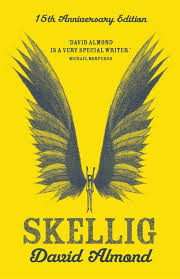 15th Anniversary Edition
'DAVID ALMOND
IS A VERY SPECIAL WRITER.'
MICHAEL MORPURGO
SKELLIG
David Almond